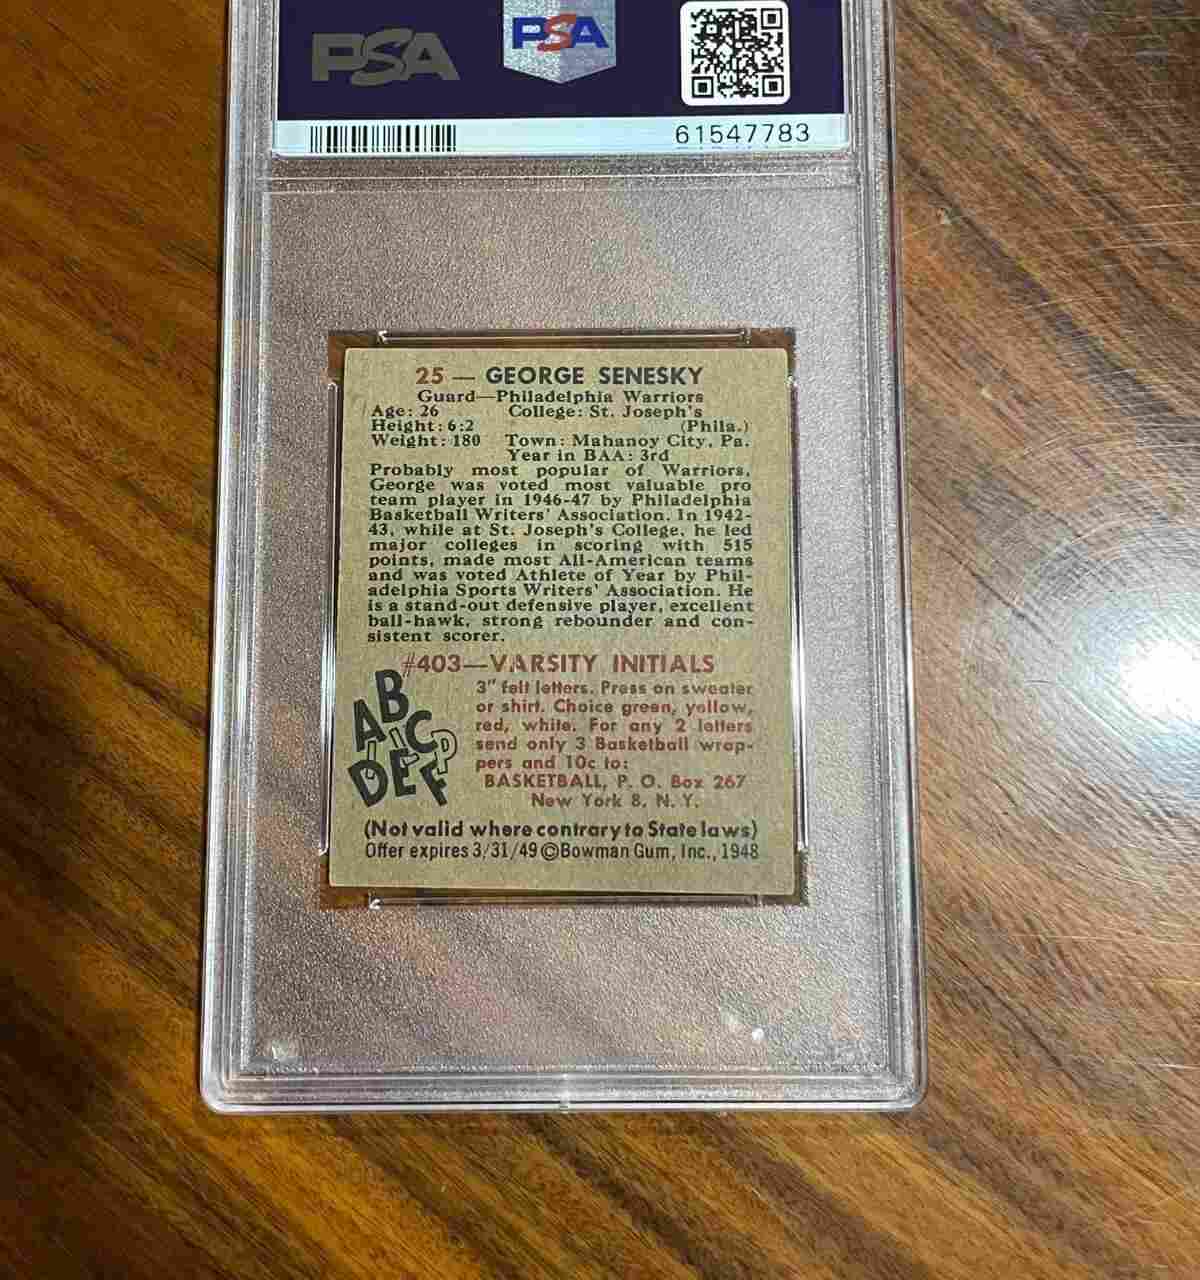 PSA
PSA
61547783
25 — GEORGE SENESKY
Guard—Philadelphia Warriors
Age: 26 College: St. Joseph's
Height: 6:2 (Phila.)
Weight: 180 Town: Mahanoy City, Pa.
Year in BAA: 3rd
Probably most popular of Warriors,
George was voted most valuable pro
team player in 1946-47 by Philadelphia
Basketball Writers' Association. In 1942-
43, while at St. Joseph's College, he led
major colleges in scoring with 515
points, made most All-American teams
and was voted Athlete of Year by Phil-
adelphia Sports Writers' Association. He
is a stand-out defensive player, excellent
ball-hawk, strong rebounder and con-
sistent scorer.
#403—VARSITY INITIALS
3" felt letters. Press on sweater
or shirt. Choice green, yellow,
red, white. For any 2 letters
send only 3 Basketball wrap-
pers and 10c to:
BASKETBALL, P. O. Box 267
New York 8, N. Y.
A B C
D E F P
(Not valid where contrary to State laws)
Offer expires 3/31/49 © Bowman Gum, Inc., 1948